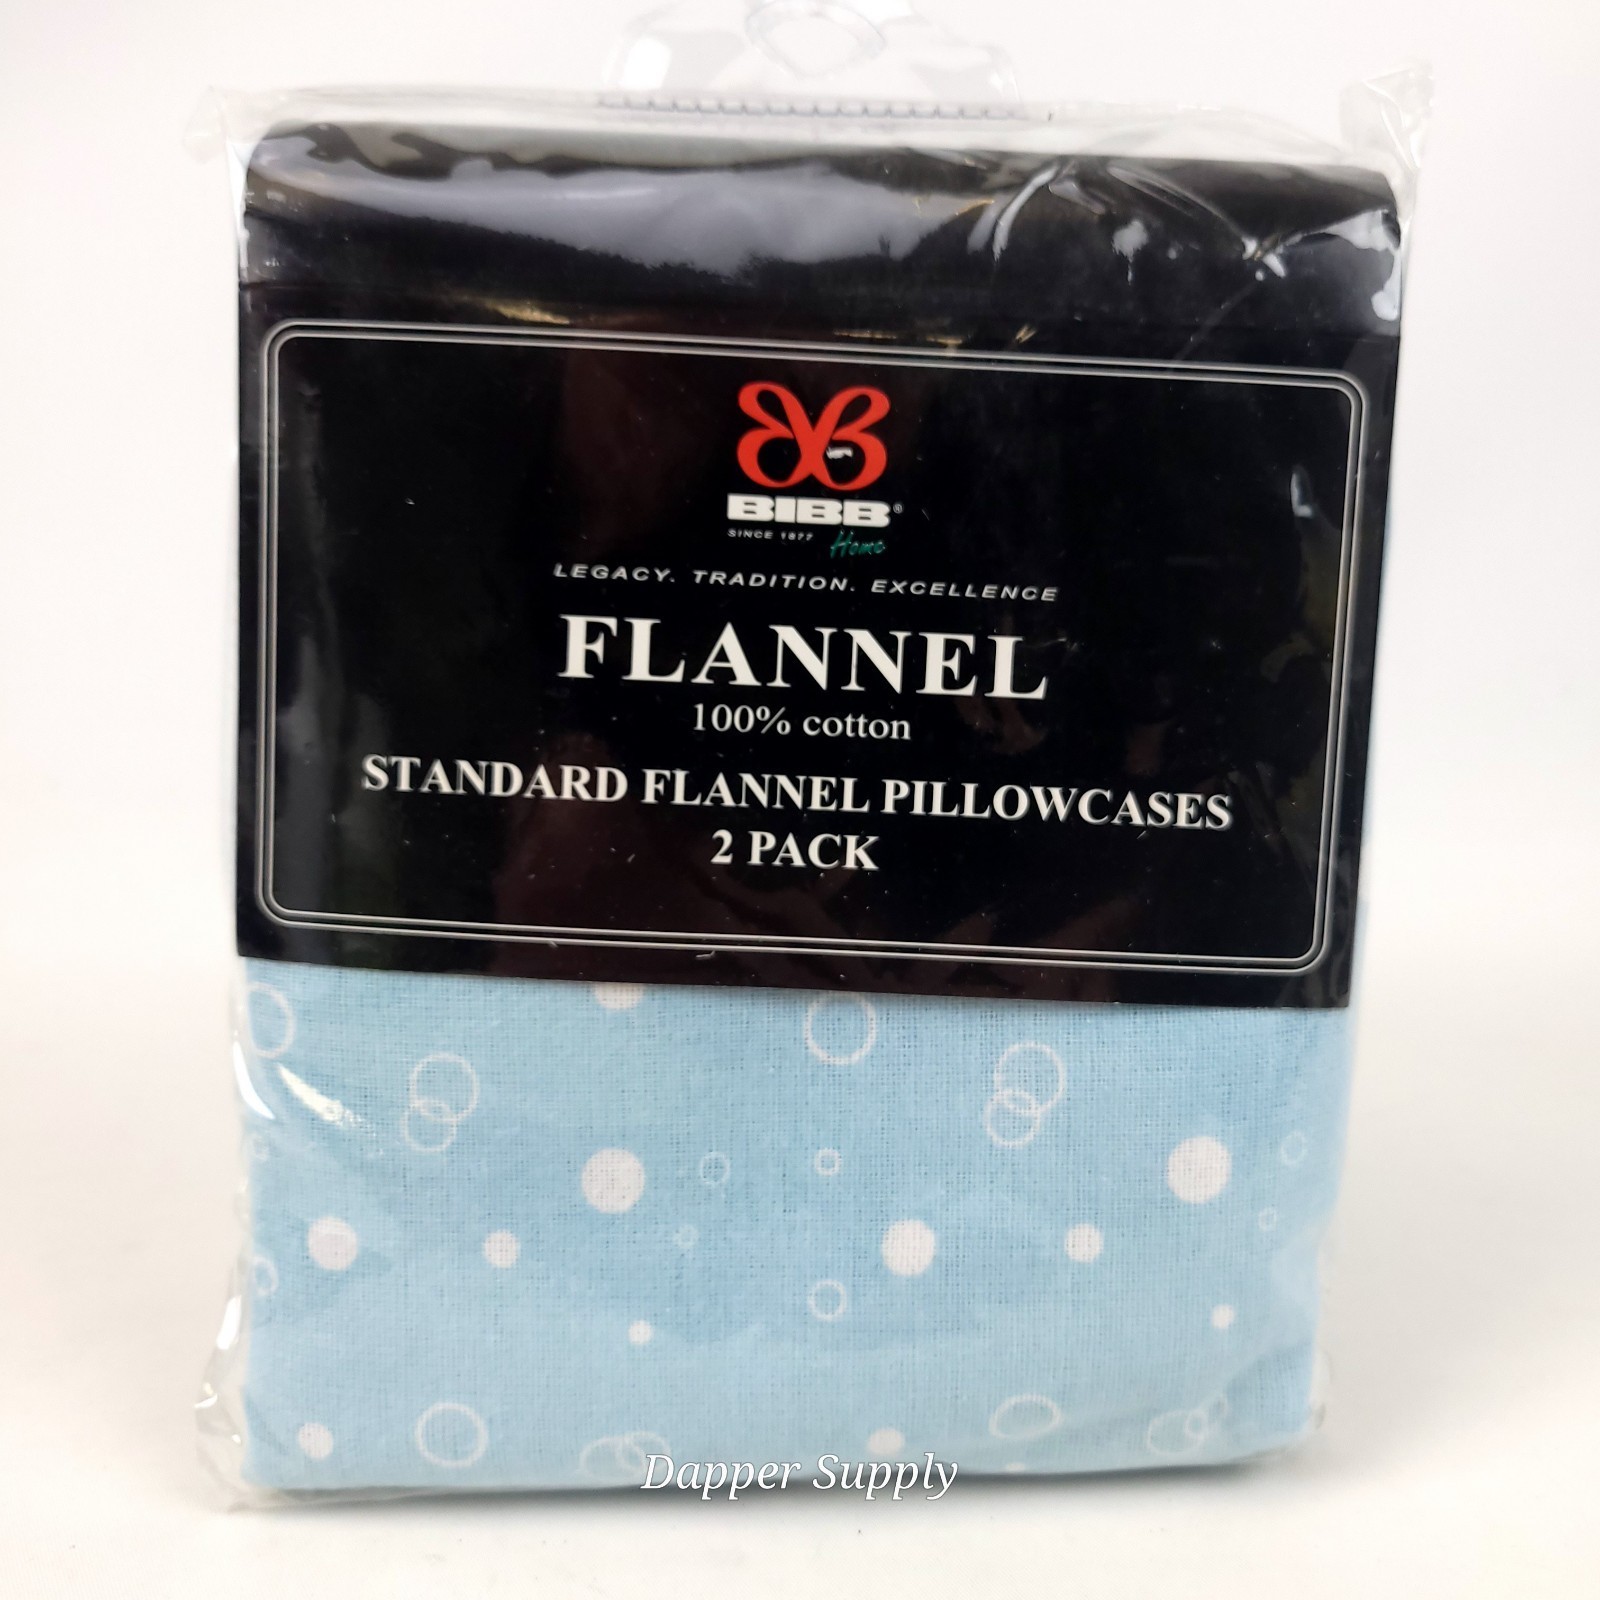 BIBB®
SINCE 1877
Home
LEGACY. TRADITION. EXCELLENCE
FLANNEL
100% cotton
STANDARD FLANNEL PILLOWCASES
2 PACK
Dapper Supply